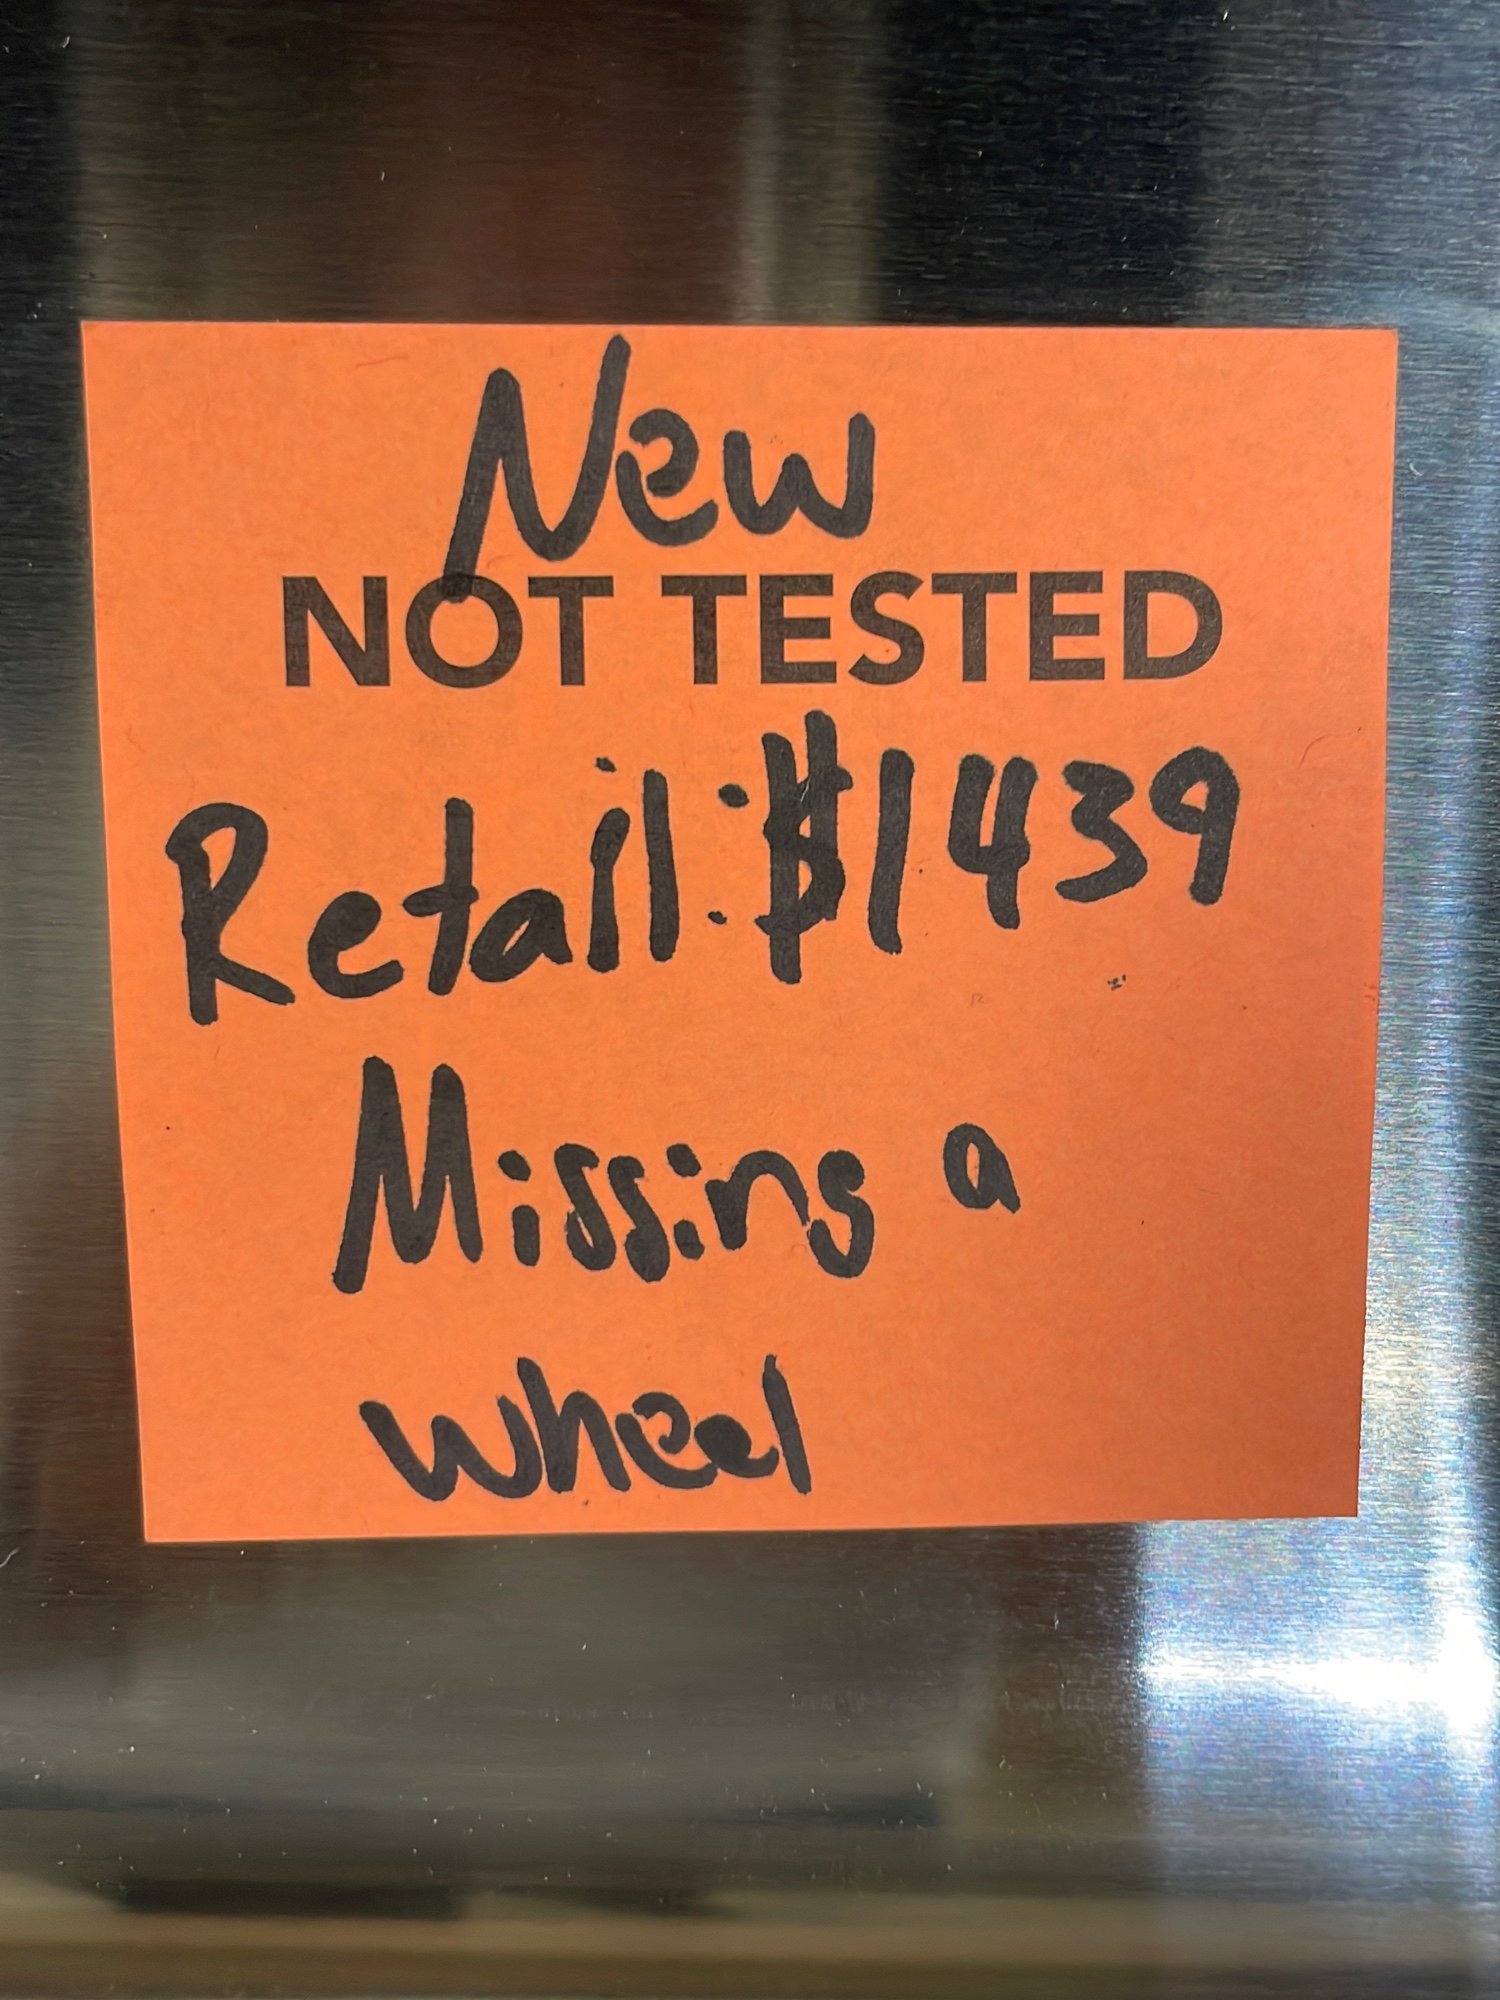 New
NOT TESTED
Retail: $1439
Missing a
wheel